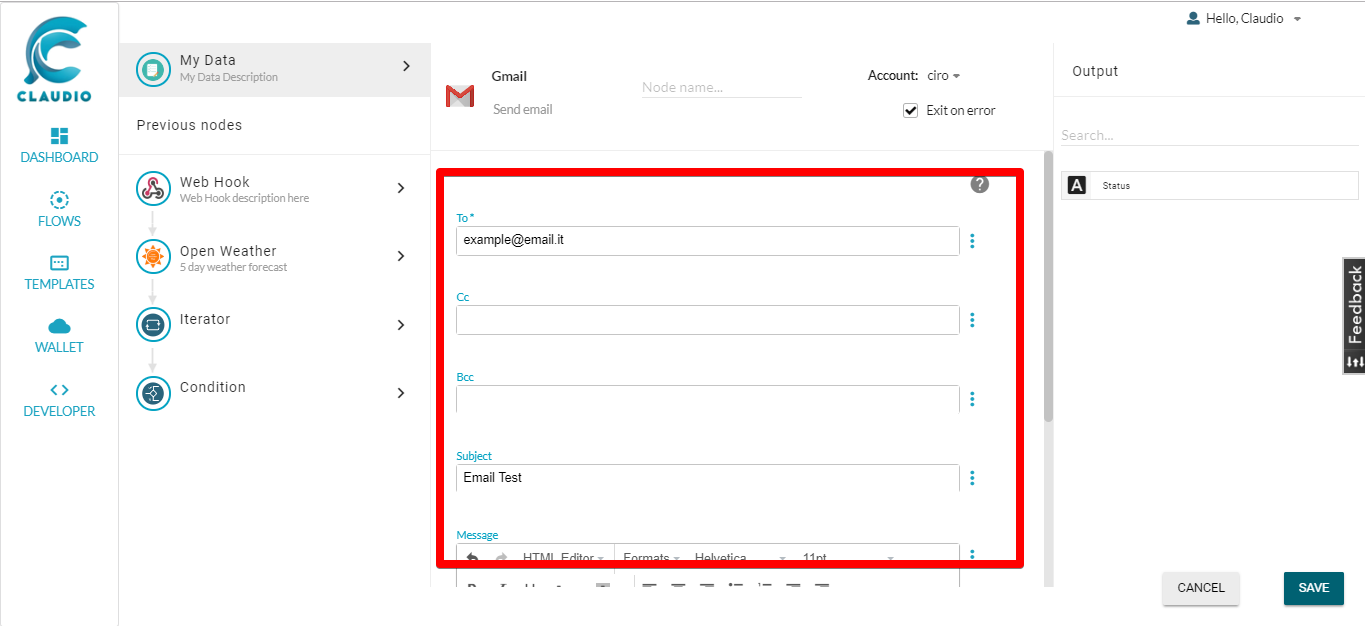 Hello, Claudio
CLAUDIO
DASHBOARD
FLOWS
TEMPLATES
WALLET
DEVELOPER
My Data
My Data Description
Previous nodes
Web Hook
Web Hook description here
Open Weather
5 day weather forecast
Iterator
Condition
Gmail
Send email
Node name...
Account: ciro
Exit on error
?
To *
example@email.it
Cc
Bcc
Subject
Email Test
Message
HTML Editor Formats Helvetica 11pt
Output
Search...
A Status
Feedback
CANCEL SAVE